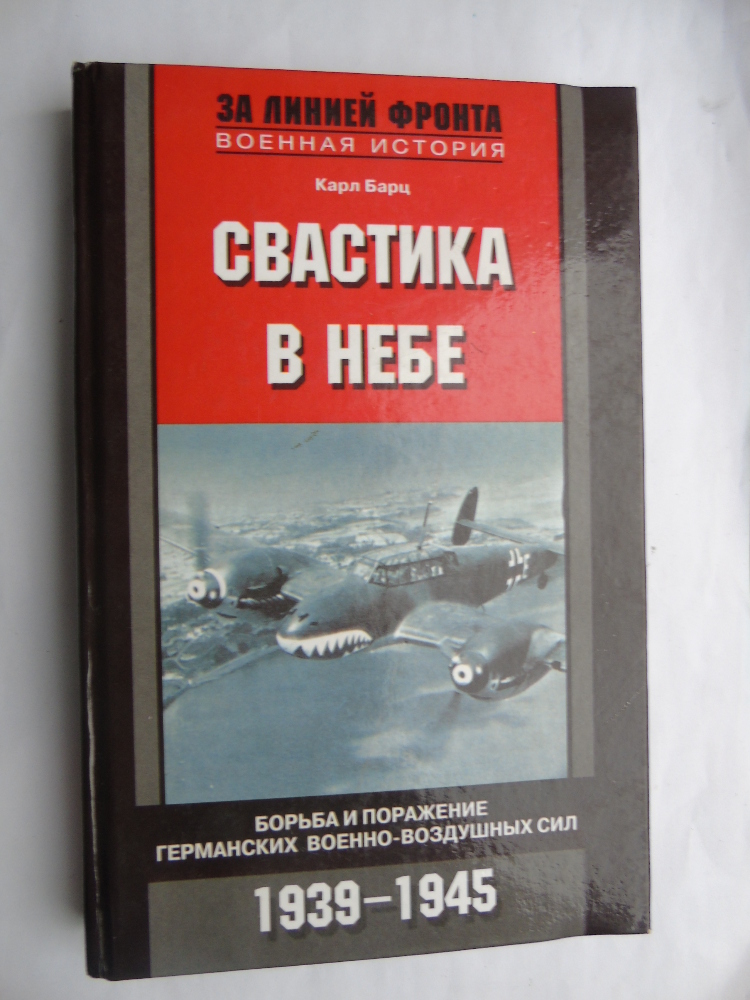 ЗА ЛИНИЕЙ ФРОНТА
ВОЕННАЯ ИСТОРИЯ
Карл Барц
СВАСТИКА
В НЕБЕ
БОРЬБА И ПОРАЖЕНИЕ
ГЕРМАНСКИХ ВОЕННО-ВОЗДУШНЫХ СИЛ
1939–1945